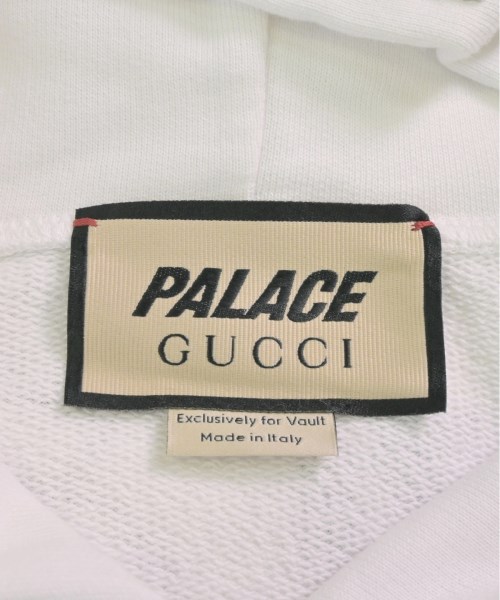 PALACE
GUCCI
Exclusively for Vault
Made in Italy